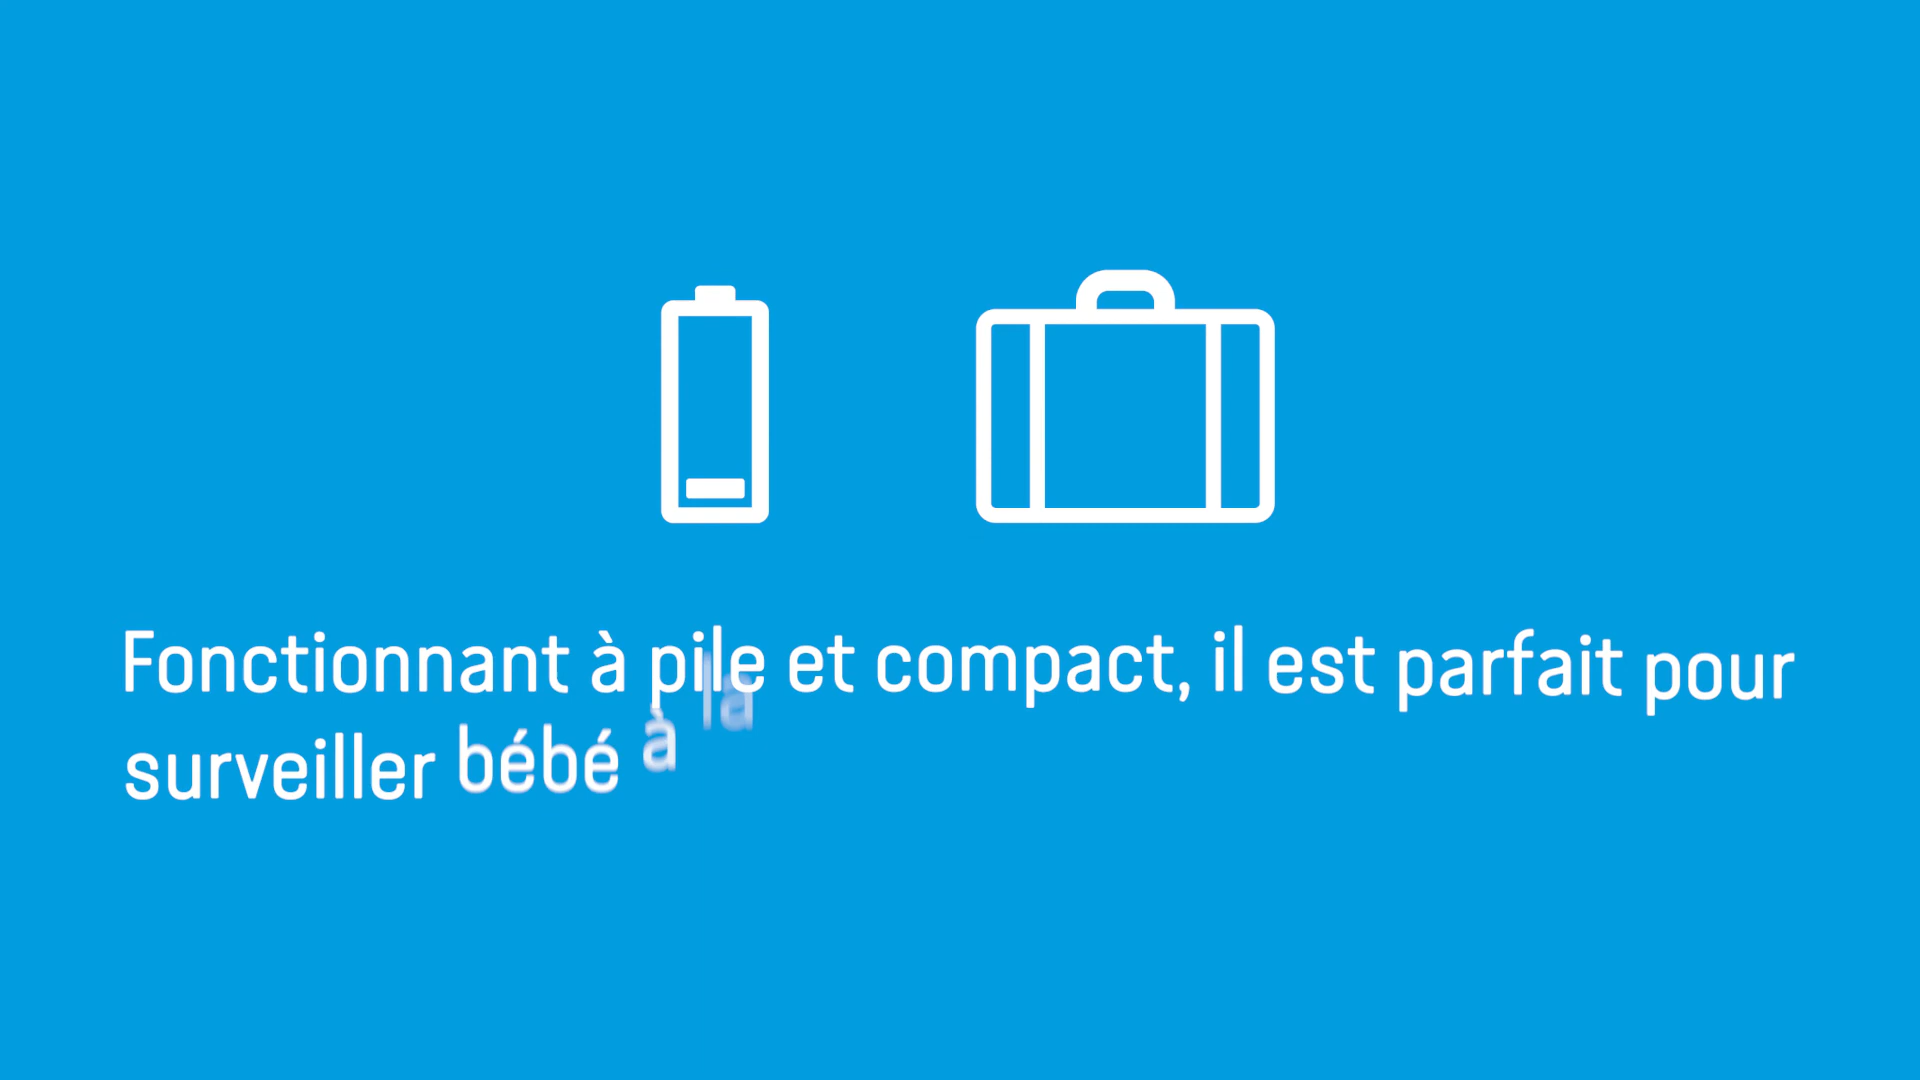 Fonctionnant à pile et compact, il est parfait pour
surveiller bébé à la